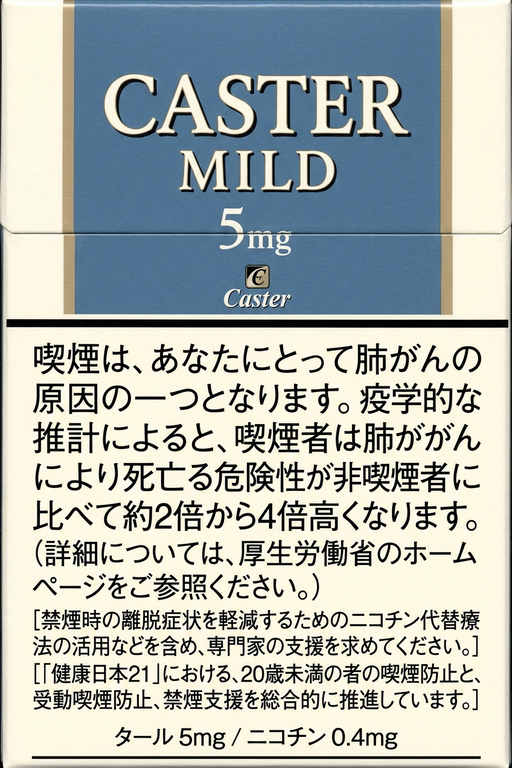 CASTER
MILD
5mg
C
Caster
喫煙は、あなたにとって肺がんの
原因の一つとなります。疫学的な
推計によると、喫煙者は肺ががん
により死亡る危険性が非喫煙者に
比べて約2倍から4倍高くなります。
(詳細については、厚生労働省のホーム
ページをご参照ください。)
[禁煙時の離脱症状を軽減するためのニコチン代替療
法の活用などを含め、専門家の支援を求めてください。]
[「健康日本21」における、20歳未満の者の喫煙防止と、
受動喫煙防止、禁煙支援を総合的に推進しています。]
タール 5mg / ニコチン 0.4mg